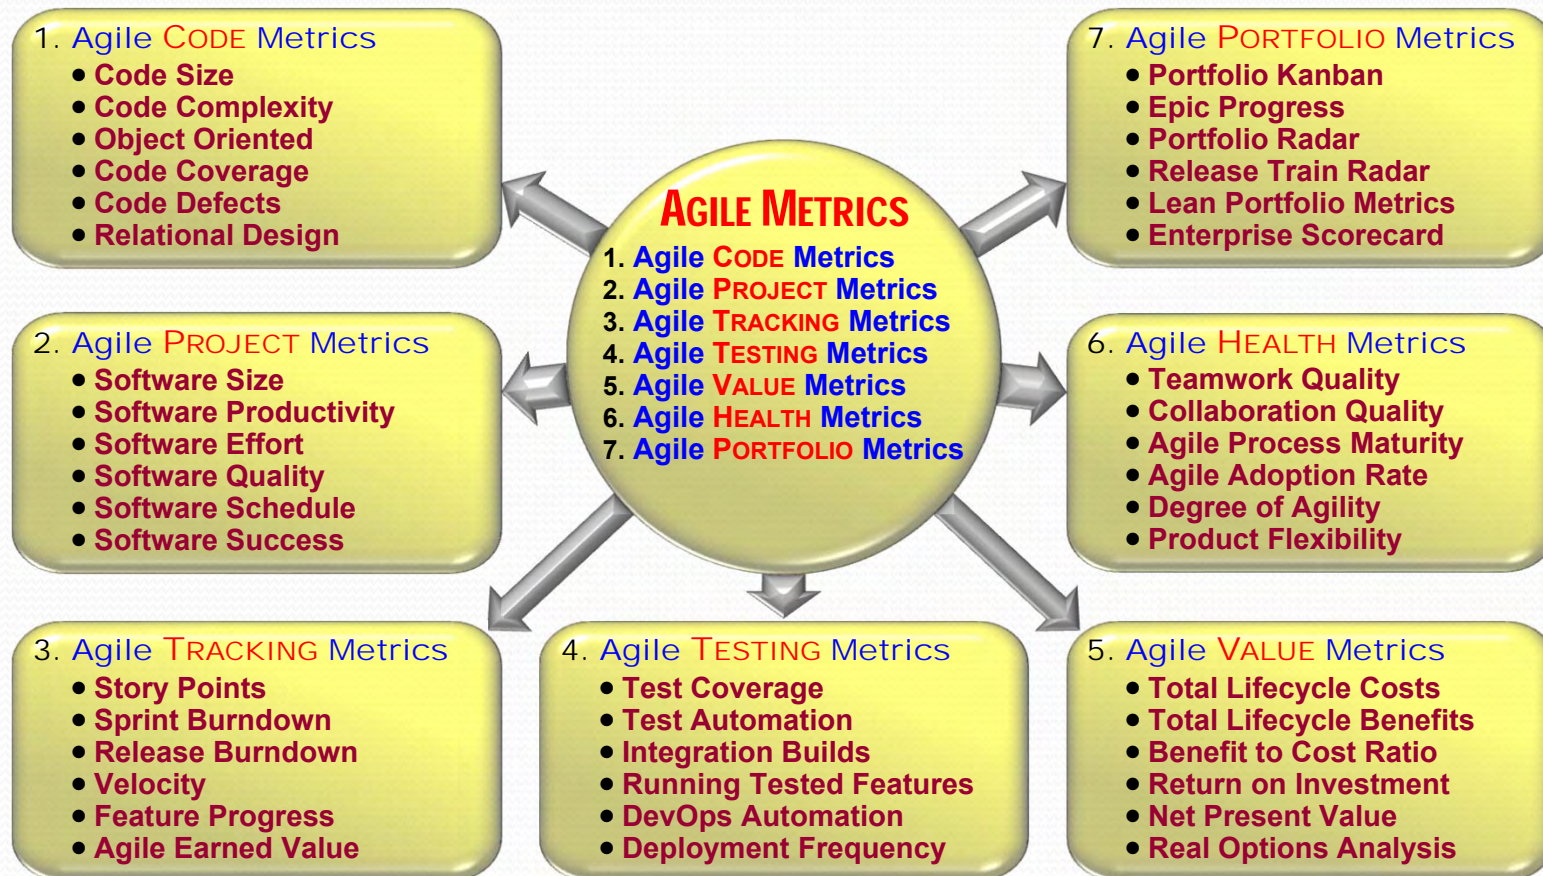 AGILE METRICS
1. Agile CODE Metrics
2. Agile PROJECT Metrics
3. Agile TRACKING Metrics
4. Agile TESTING Metrics
5. Agile VALUE Metrics
6. Agile HEALTH Metrics
7. Agile PORTFOLIO Metrics
1. Agile CODE Metrics
• Code Size
• Code Complexity
• Object Oriented
• Code Coverage
• Code Defects
• Relational Design
2. Agile PROJECT Metrics
• Software Size
• Software Productivity
• Software Effort
• Software Quality
• Software Schedule
• Software Success
3. Agile TRACKING Metrics
• Story Points
• Sprint Burndown
• Release Burndown
• Velocity
• Feature Progress
• Agile Earned Value
4. Agile TESTING Metrics
• Test Coverage
• Test Automation
• Integration Builds
• Running Tested Features
• DevOps Automation
• Deployment Frequency
5. Agile VALUE Metrics
• Total Lifecycle Costs
• Total Lifecycle Benefits
• Benefit to Cost Ratio
• Return on Investment
• Net Present Value
• Real Options Analysis
6. Agile HEALTH Metrics
• Teamwork Quality
• Collaboration Quality
• Agile Process Maturity
• Agile Adoption Rate
• Degree of Agility
• Product Flexibility
7. Agile PORTFOLIO Metrics
• Portfolio Kanban
• Epic Progress
• Portfolio Radar
• Release Train Radar
• Lean Portfolio Metrics
• Enterprise Scorecard